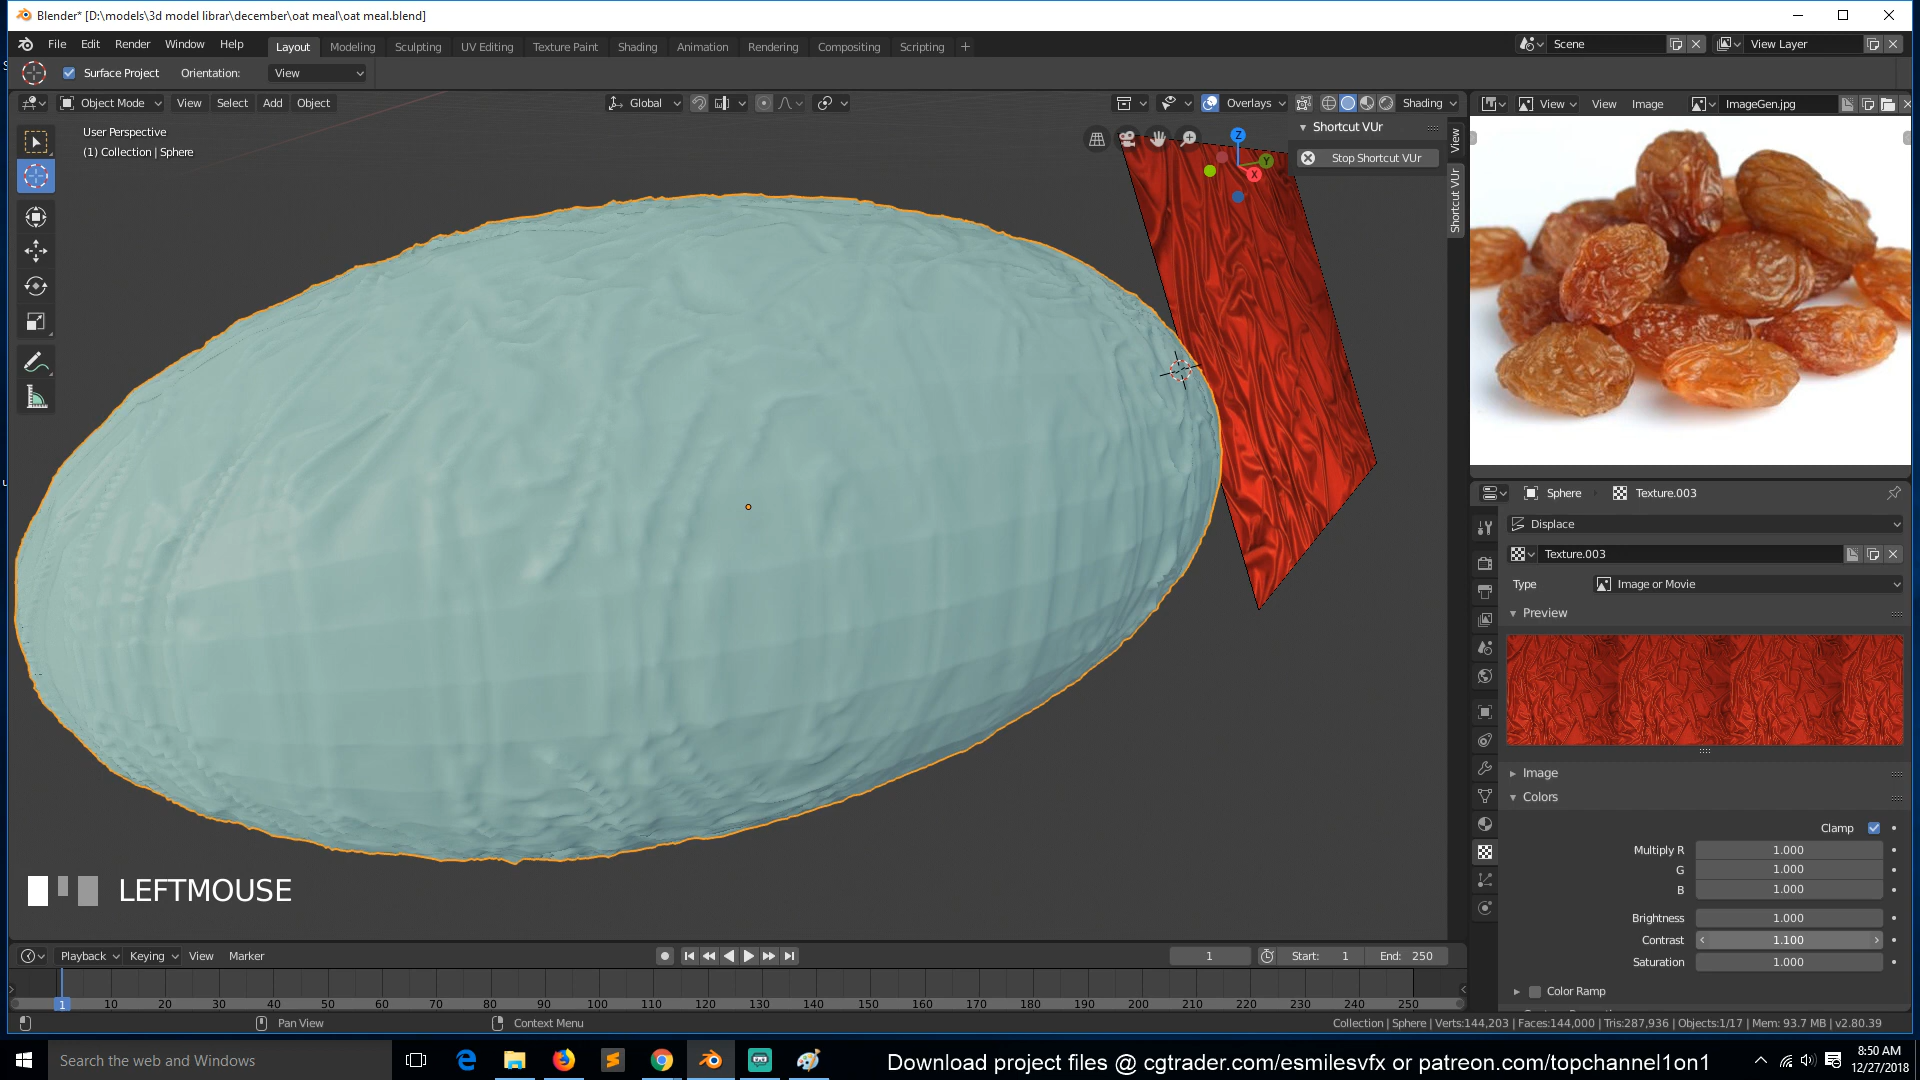 Blender* [D:\models\3d model librar\december\oat meal\oat meal.blend]
File Edit Render Window Help Layout Modeling Sculpting UV Editing Texture Paint Shading Animation Rendering Compositing Scripting + Scene View Layer
Surface Project Orientation: View
Object Mode View Select Add Object Global Overlays Shading View View Image ImageGen.jpg
User Perspective
(1) Collection | Sphere
Shortcut VUr
Stop Shortcut VUr
View
Shortcut VUr
Z
Y
X
Sphere Texture.003
Displace
Texture.003
Type Image or Movie
Preview
Image
Colors
Clamp
Multiply R 1.000
G 1.000
B 1.000
Brightness 1.000
Contrast 1.100
Saturation 1.000
Color Ramp
LEFTMOUSE
Playback Keying View Marker 1 Start: 1 End: 250
1 10 20 30 40 50 60 70 80 90 100 110 120 130 140 150 160 170 180 190 200 210 220 230 240 250
Pan View Context Menu Collection | Sphere | Verts:144,203 | Faces:144,000 | Tris:287,936 | Objects:1/17 | Mem: 93.7 MB | v2.80.39
Search the web and Windows
Download project files @ cgtrader.com/esmilesvfx or patreon.com/topchannel1on1
8:50 AM
12/27/2018